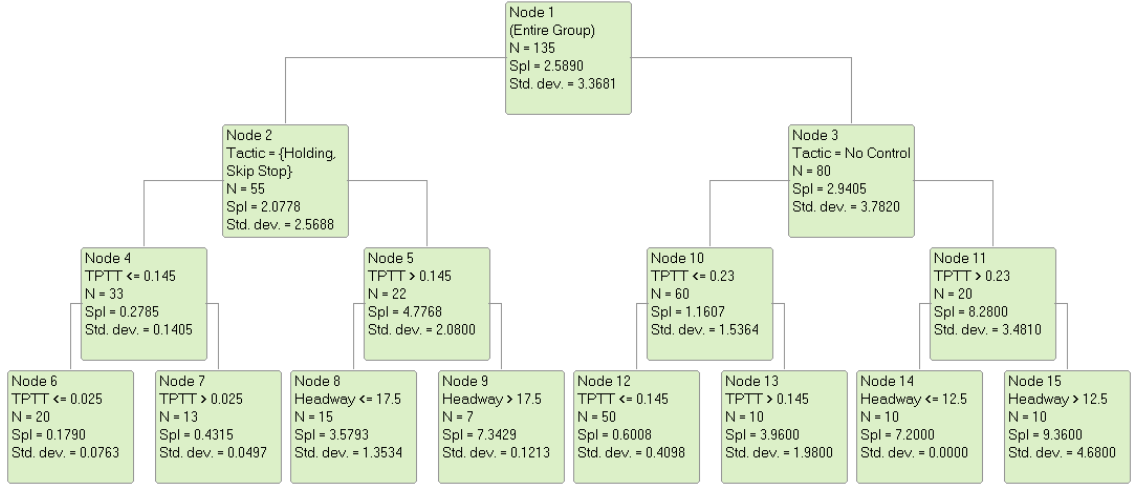 Node 1
(Entire Group)
N = 135
Spl = 2.5890
Std. dev. = 3.3681
Node 2
Tactic = {Holding,
Skip Stop}
N = 55
Spl = 2.0778
Std. dev. = 2.5688
Node 3
Tactic = No Control
N = 80
Spl = 2.9405
Std. dev. = 3.7820
Node 4
TPTT <= 0.145
N = 33
Spl = 0.2785
Std. dev. = 0.1405
Node 5
TPTT > 0.145
N = 22
Spl = 4.7768
Std. dev. = 2.0800
Node 10
TPTT <= 0.23
N = 60
Spl = 1.1607
Std. dev. = 1.5364
Node 11
TPTT > 0.23
N = 20
Spl = 8.2800
Std. dev. = 3.4810
Node 6
TPTT <= 0.025
N = 20
Spl = 0.1790
Std. dev. = 0.0763
Node 7
TPTT > 0.025
N = 13
Spl = 0.4315
Std. dev. = 0.0497
Node 8
Headway <= 17.5
N = 15
Spl = 3.5793
Std. dev. = 1.3534
Node 9
Headway > 17.5
N = 7
Spl = 7.3429
Std. dev. = 0.1213
Node 12
TPTT <= 0.145
N = 50
Spl = 0.6008
Std. dev. = 0.4098
Node 13
TPTT > 0.145
N = 10
Spl = 3.9600
Std. dev. = 1.9800
Node 14
Headway <= 12.5
N = 10
Spl = 7.2000
Std. dev. = 0.0000
Node 15
Headway > 12.5
N = 10
Spl = 9.3600
Std. dev. = 4.6800